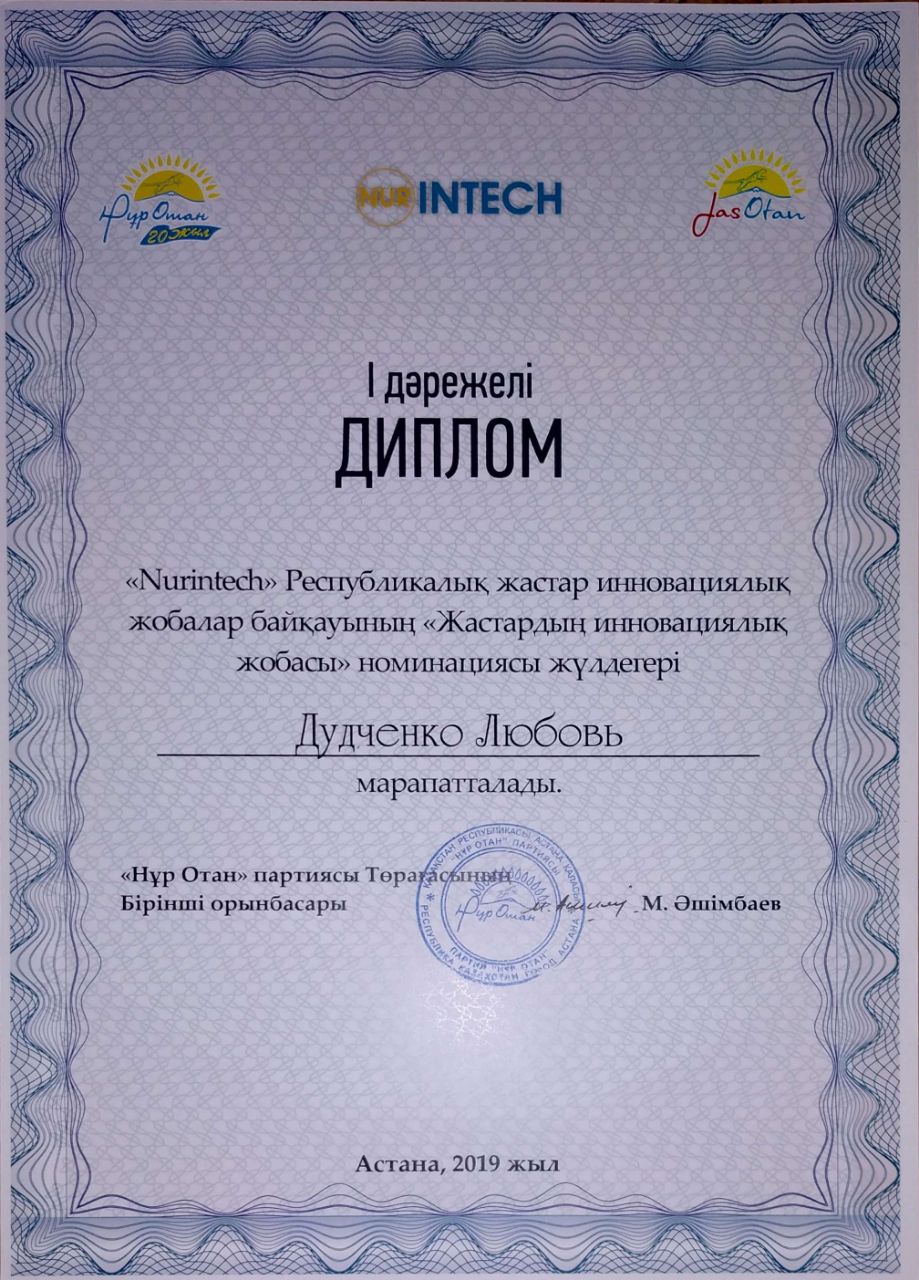 Нұр Отан
20 жыл
NUR INTECH
Jas Otan
І дәрежелі
ДИПЛОМ
«Nurintech» Республикалық жастар инновациялық
жобалар байқауының «Жастардың инновациялық
жобасы» номинациясы жүлдегері
Дудченко Любовь
марапатталады.
«Нұр Отан» партиясы Төрағасының
Бірінші орынбасары
М. Әшімбаев
ҚАЗАҚСТАН РЕСПУБЛИКАСЫ АСТАНА ҚАЛАСЫ
"НҰР ОТАН" ПАРТИЯСЫ
Нұр Отан
ПАРТИЯ "НҰР ОТАН"
РЕСПУБЛИКА КАЗАХСТАН ГОРОД АСТАНА
Астана, 2019 жыл